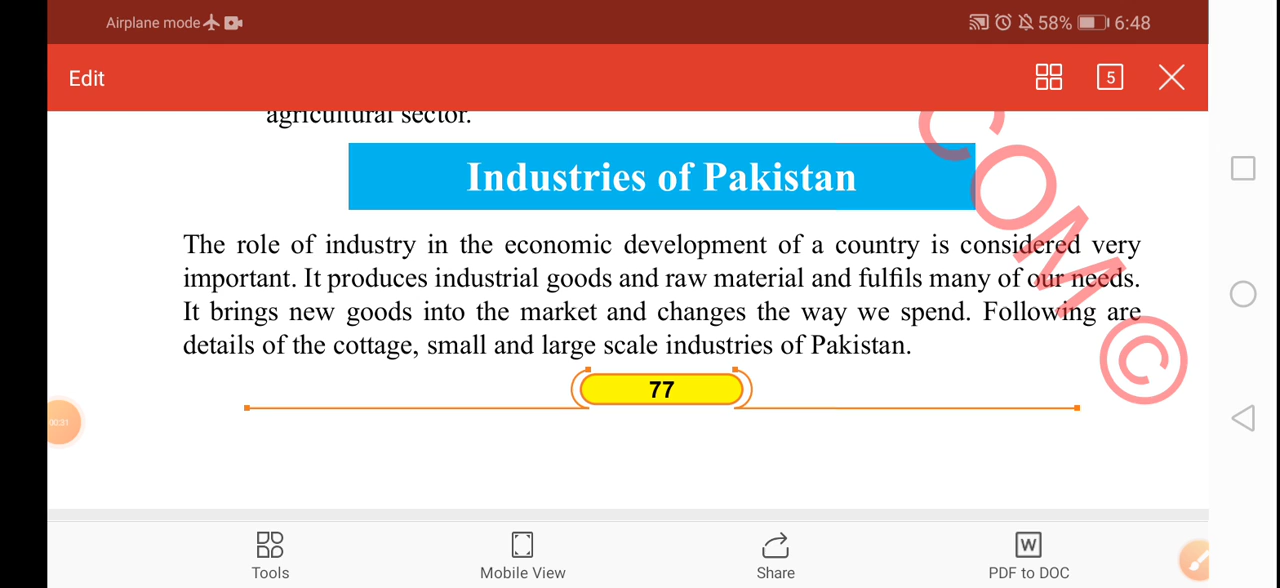 Airplane mode 58% 6:48
Edit 5
agricultural sector.
Industries of Pakistan
The role of industry in the economic development of a country is considered very
important. It produces industrial goods and raw material and fulfils many of our needs.
It brings new goods into the market and changes the way we spend. Following are
details of the cottage, small and large scale industries of Pakistan.
77
COM ©
Tools Mobile View Share PDF to DOC